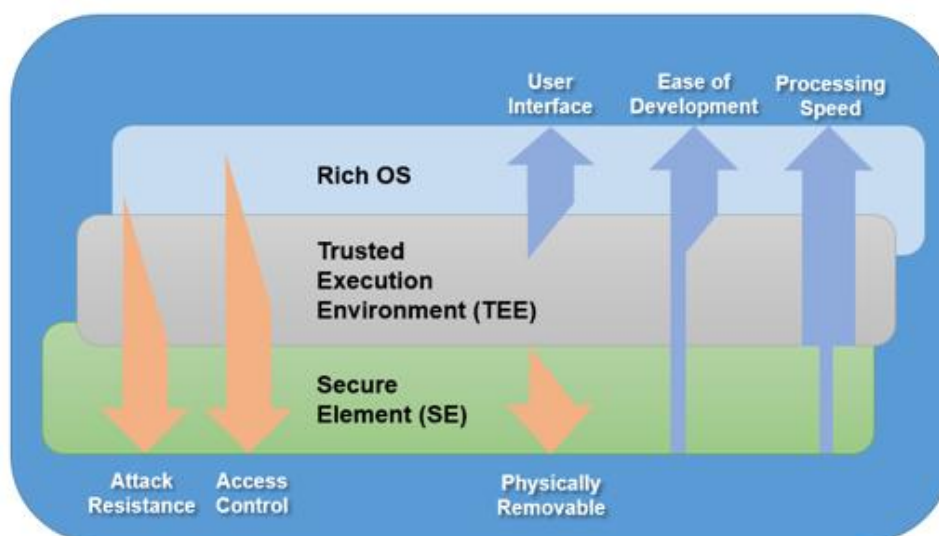 User
Interface
Ease of
Development
Processing
Speed
Rich OS
Trusted
Execution
Environment (TEE)
Secure
Element (SE)
Attack
Resistance
Access
Control
Physically
Removable